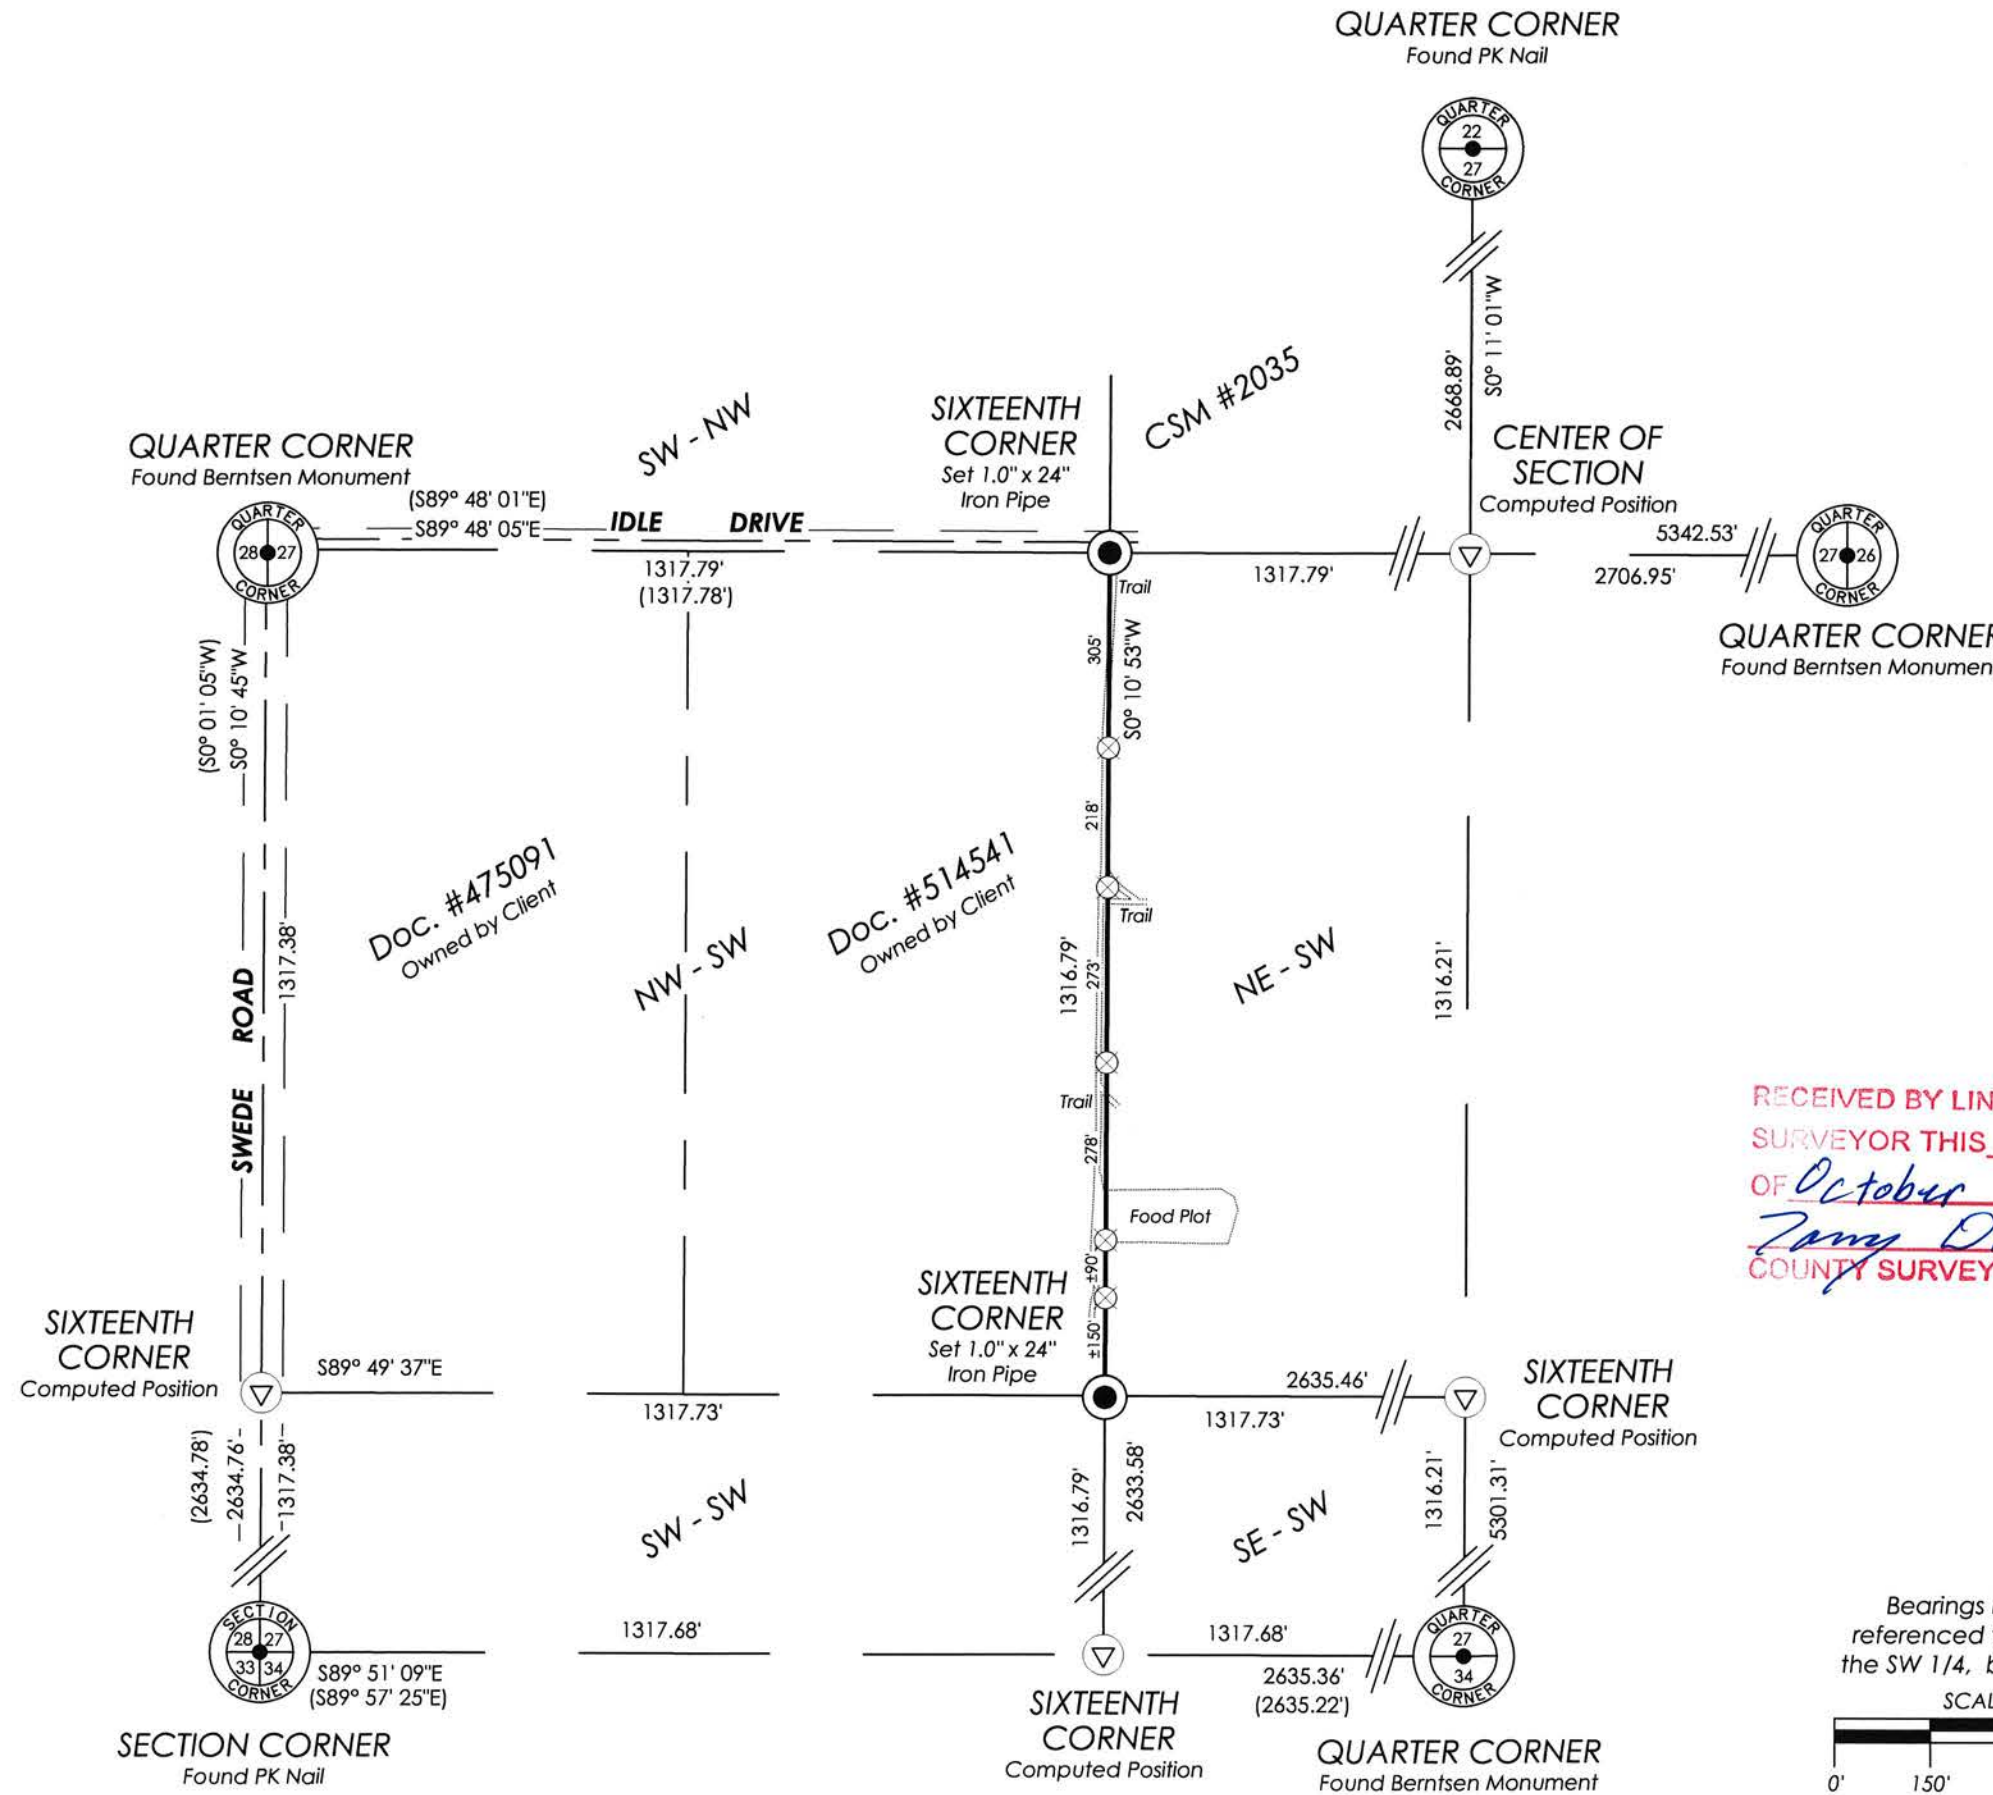 QUARTER CORNER
Found PK Nail
QUARTER
22
27
CORNER
2668.89'
S0° 11' 01"W
CSM #2035
SW - NW
SIXTEENTH
CORNER
Set 1.0" x 24"
Iron Pipe
CENTER OF
SECTION
Computed Position
QUARTER CORNER
Found Berntsen Monument
QUARTER
28 27
CORNER
(S89° 48' 01"E)
S89° 48' 05"E
IDLE DRIVE
1317.79'
(1317.78')
1317.79'
5342.53'
2706.95'
QUARTER
27 26
CORNER
QUARTER CORNER
Found Berntsen Monumen
(S0° 01' 05"W)
S0° 10' 45"W
Trail
305'
S0° 10' 53"W
218'
Trail
Doc. #475091
Owned by Client
Doc. #514541
Owned by Client
1317.38'
SWEDE ROAD
NW - SW
1316.79'
273'
NE - SW
1316.21'
Trail
278'
Food Plot
±90'
±150'
RECEIVED BY LIN
SURVEYOR THIS
OF October
COUNTY SURVEY
SIXTEENTH
CORNER
Computed Position
S89° 49' 37"E
1317.73'
SIXTEENTH
CORNER
Set 1.0" x 24"
Iron Pipe
2635.46'
1317.73'
SIXTEENTH
CORNER
Computed Position
(2634.78')
2634.76'
1317.38'
SW - SW
1316.79'
2633.58'
SE - SW
1316.21'
5301.31'
SECTION
28 27
33 34
CORNER
S89° 51' 09"E
(S89° 57' 25"E)
1317.68'
1317.68'
2635.36'
(2635.22')
QUARTER
27
34
CORNER
SECTION CORNER
Found PK Nail
SIXTEENTH
CORNER
Computed Position
QUARTER CORNER
Found Berntsen Monument
Bearings
referenced
the SW 1/4, b
SCAL
0' 150'